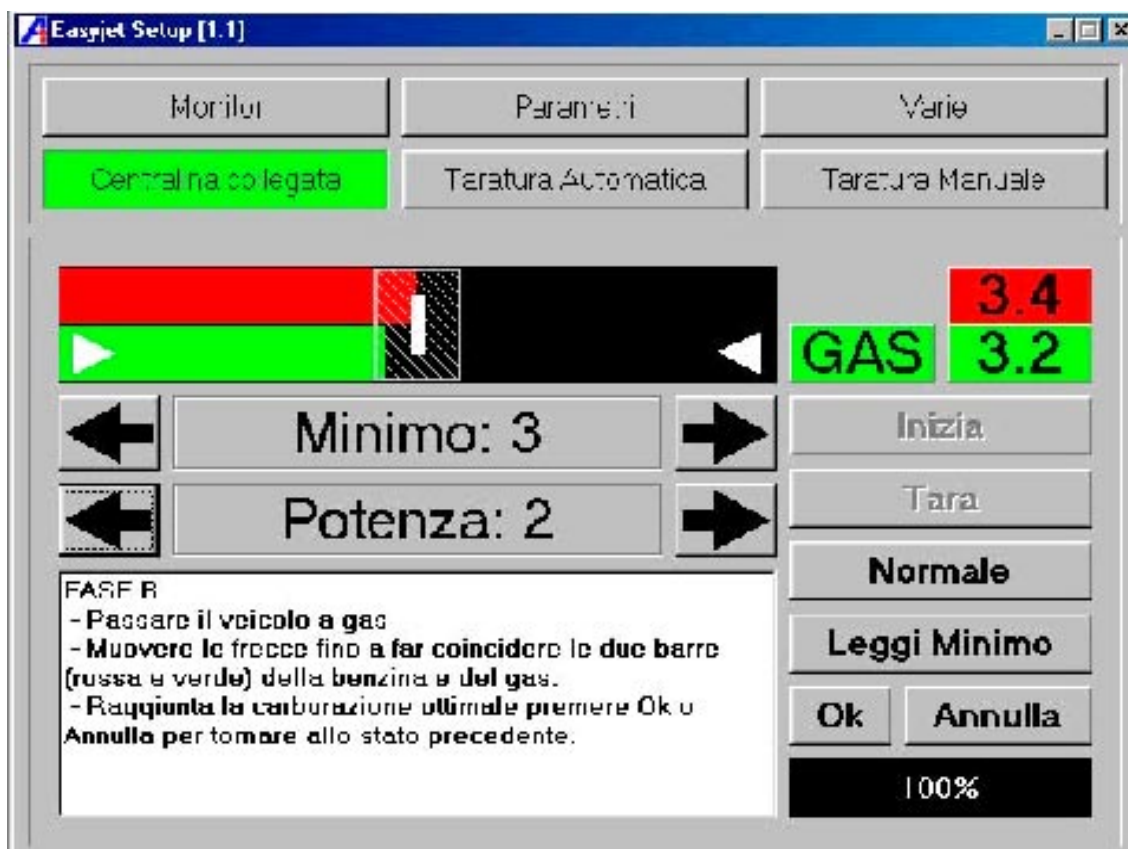 Easyjet Setup [1.1]
Monitor Parametri Varie
Centralina collegata Taratura Automatica Taratura Manuale
3.4
GAS 3.2
Minimo: 3 Inizia
Potenza: 2 Tara
Normale
FASE B
- Passare il veicolo a gas
- Muovere le frecce fino a far coincidere le due barre
(rossa e verde) della benzina e del gas.
- Raggiunta la carburazione ottimale premere Ok o
Annulla per tornare allo stato precedente.
Leggi Minimo
Ok Annulla
100%